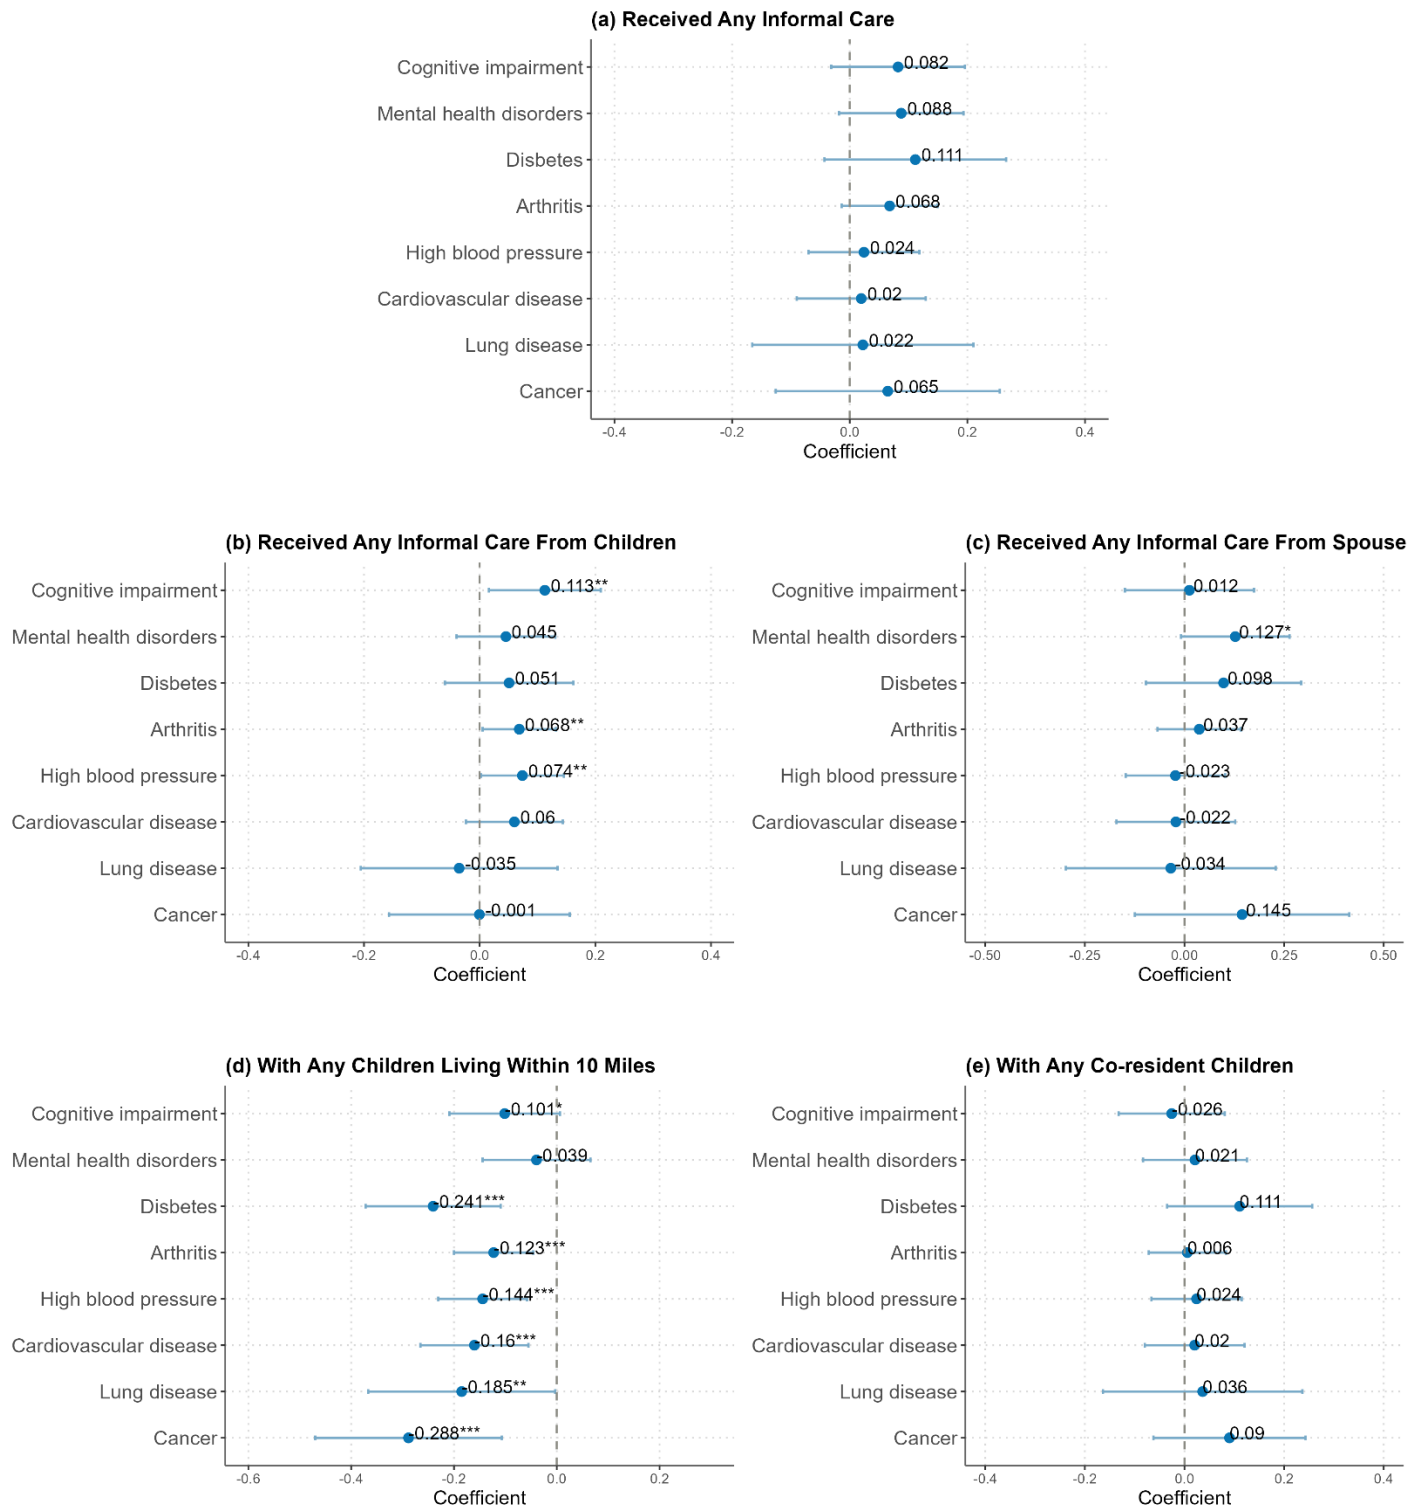 (a) Received Any Informal Care
Cognitive impairment 0.082
Mental health disorders 0.088
Disbetes 0.111
Arthritis 0.068
High blood pressure 0.024
Cardiovascular disease 0.02
Lung disease 0.022
Cancer 0.065
-0.4 -0.2 0.0 0.2 0.4
Coefficient
(b) Received Any Informal Care From Children
Cognitive impairment 0.113**
Mental health disorders 0.045
Disbetes 0.051
Arthritis 0.068**
High blood pressure 0.074**
Cardiovascular disease 0.06
Lung disease -0.035
Cancer -0.001
-0.4 -0.2 0.0 0.2 0.4
Coefficient
(c) Received Any Informal Care From Spouse
Cognitive impairment 0.012
Mental health disorders 0.127*
Disbetes 0.098
Arthritis 0.037
High blood pressure -0.023
Cardiovascular disease -0.022
Lung disease -0.034
Cancer 0.145
-0.50 -0.25 0.00 0.25 0.50
Coefficient
(d) With Any Children Living Within 10 Miles
Cognitive impairment -0.101*
Mental health disorders -0.039
Disbetes -0.241***
Arthritis -0.123***
High blood pressure -0.144***
Cardiovascular disease -0.16***
Lung disease -0.185**
Cancer -0.288***
-0.6 -0.4 -0.2 0.0 0.2
Coefficient
(e) With Any Co-resident Children
Cognitive impairment -0.026
Mental health disorders 0.021
Disbetes 0.111
Arthritis 0.006
High blood pressure 0.024
Cardiovascular disease 0.02
Lung disease 0.036
Cancer 0.09
-0.4 -0.2 0.0 0.2 0.4
Coefficient